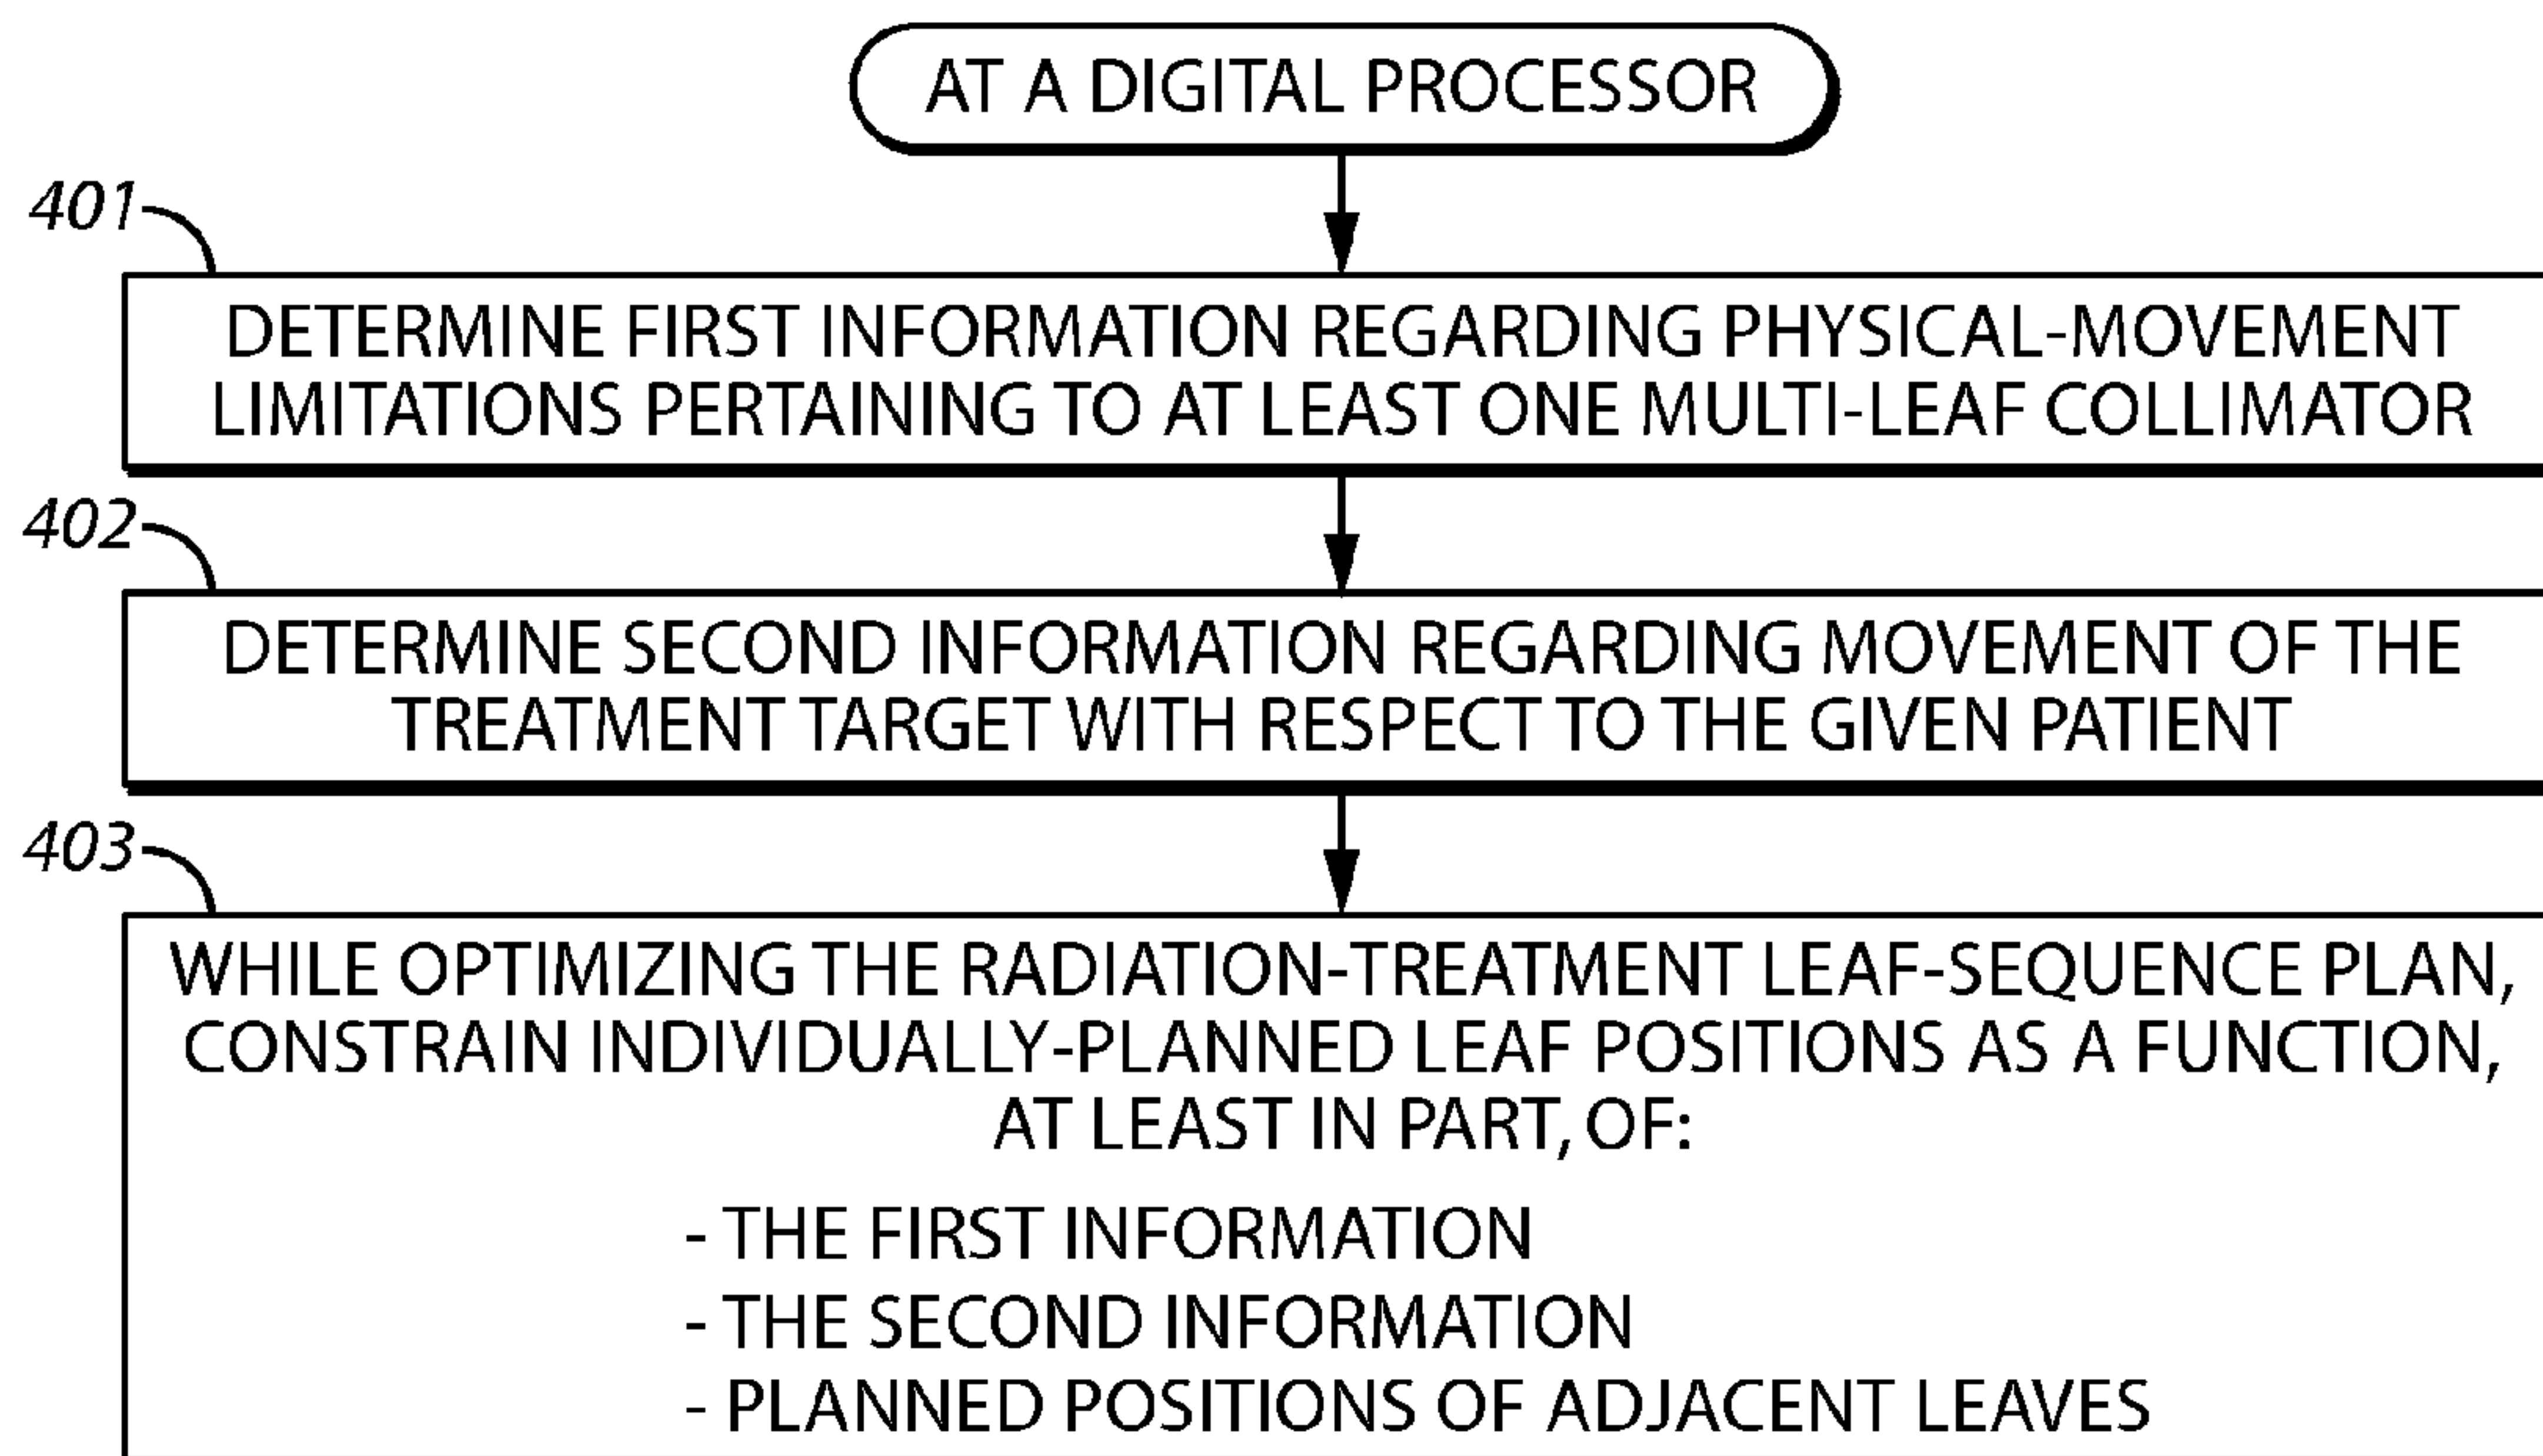 AT A DIGITAL PROCESSOR
401
DETERMINE FIRST INFORMATION REGARDING PHYSICAL-MOVEMENT
LIMITATIONS PERTAINING TO AT LEAST ONE MULTI-LEAF COLLIMATOR
402
DETERMINE SECOND INFORMATION REGARDING MOVEMENT OF THE
TREATMENT TARGET WITH RESPECT TO THE GIVEN PATIENT
403
WHILE OPTIMIZING THE RADIATION-TREATMENT LEAF-SEQUENCE PLAN,
CONSTRAIN INDIVIDUALLY-PLANNED LEAF POSITIONS AS A FUNCTION,
AT LEAST IN PART, OF:
- THE FIRST INFORMATION
- THE SECOND INFORMATION
- PLANNED POSITIONS OF ADJACENT LEAVES